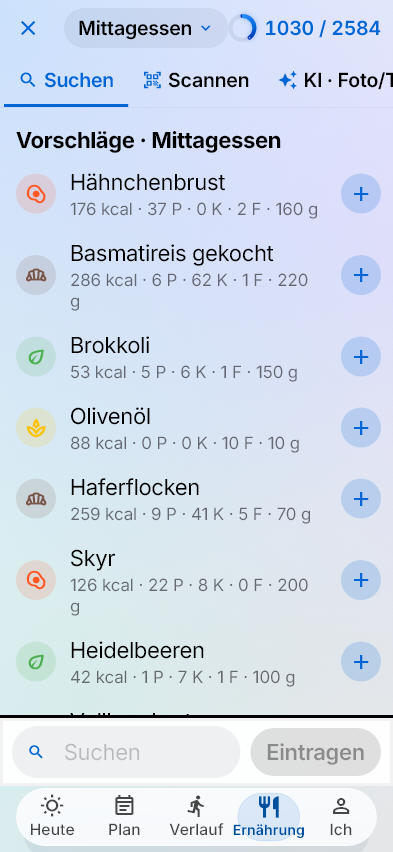 Mittagessen
1030 / 2584
Suchen
Scannen
KI · Foto/T
Vorschläge · Mittagessen
Hähnchenbrust
176 kcal · 37 P · 0 K · 2 F · 160 g
Basmatireis gekocht
286 kcal · 6 P · 62 K · 1 F · 220
g
Brokkoli
53 kcal · 5 P · 6 K · 1 F · 150 g
Olivenöl
88 kcal · 0 P · 0 K · 10 F · 10 g
Haferflocken
259 kcal · 9 P · 41 K · 5 F · 70 g
Skyr
126 kcal · 22 P · 8 K · 0 F · 200
g
Heidelbeeren
42 kcal · 1 P · 7 K · 1 F · 100 g
Suchen
Eintragen
Heute
Plan
Verlauf
Ernährung
Ich